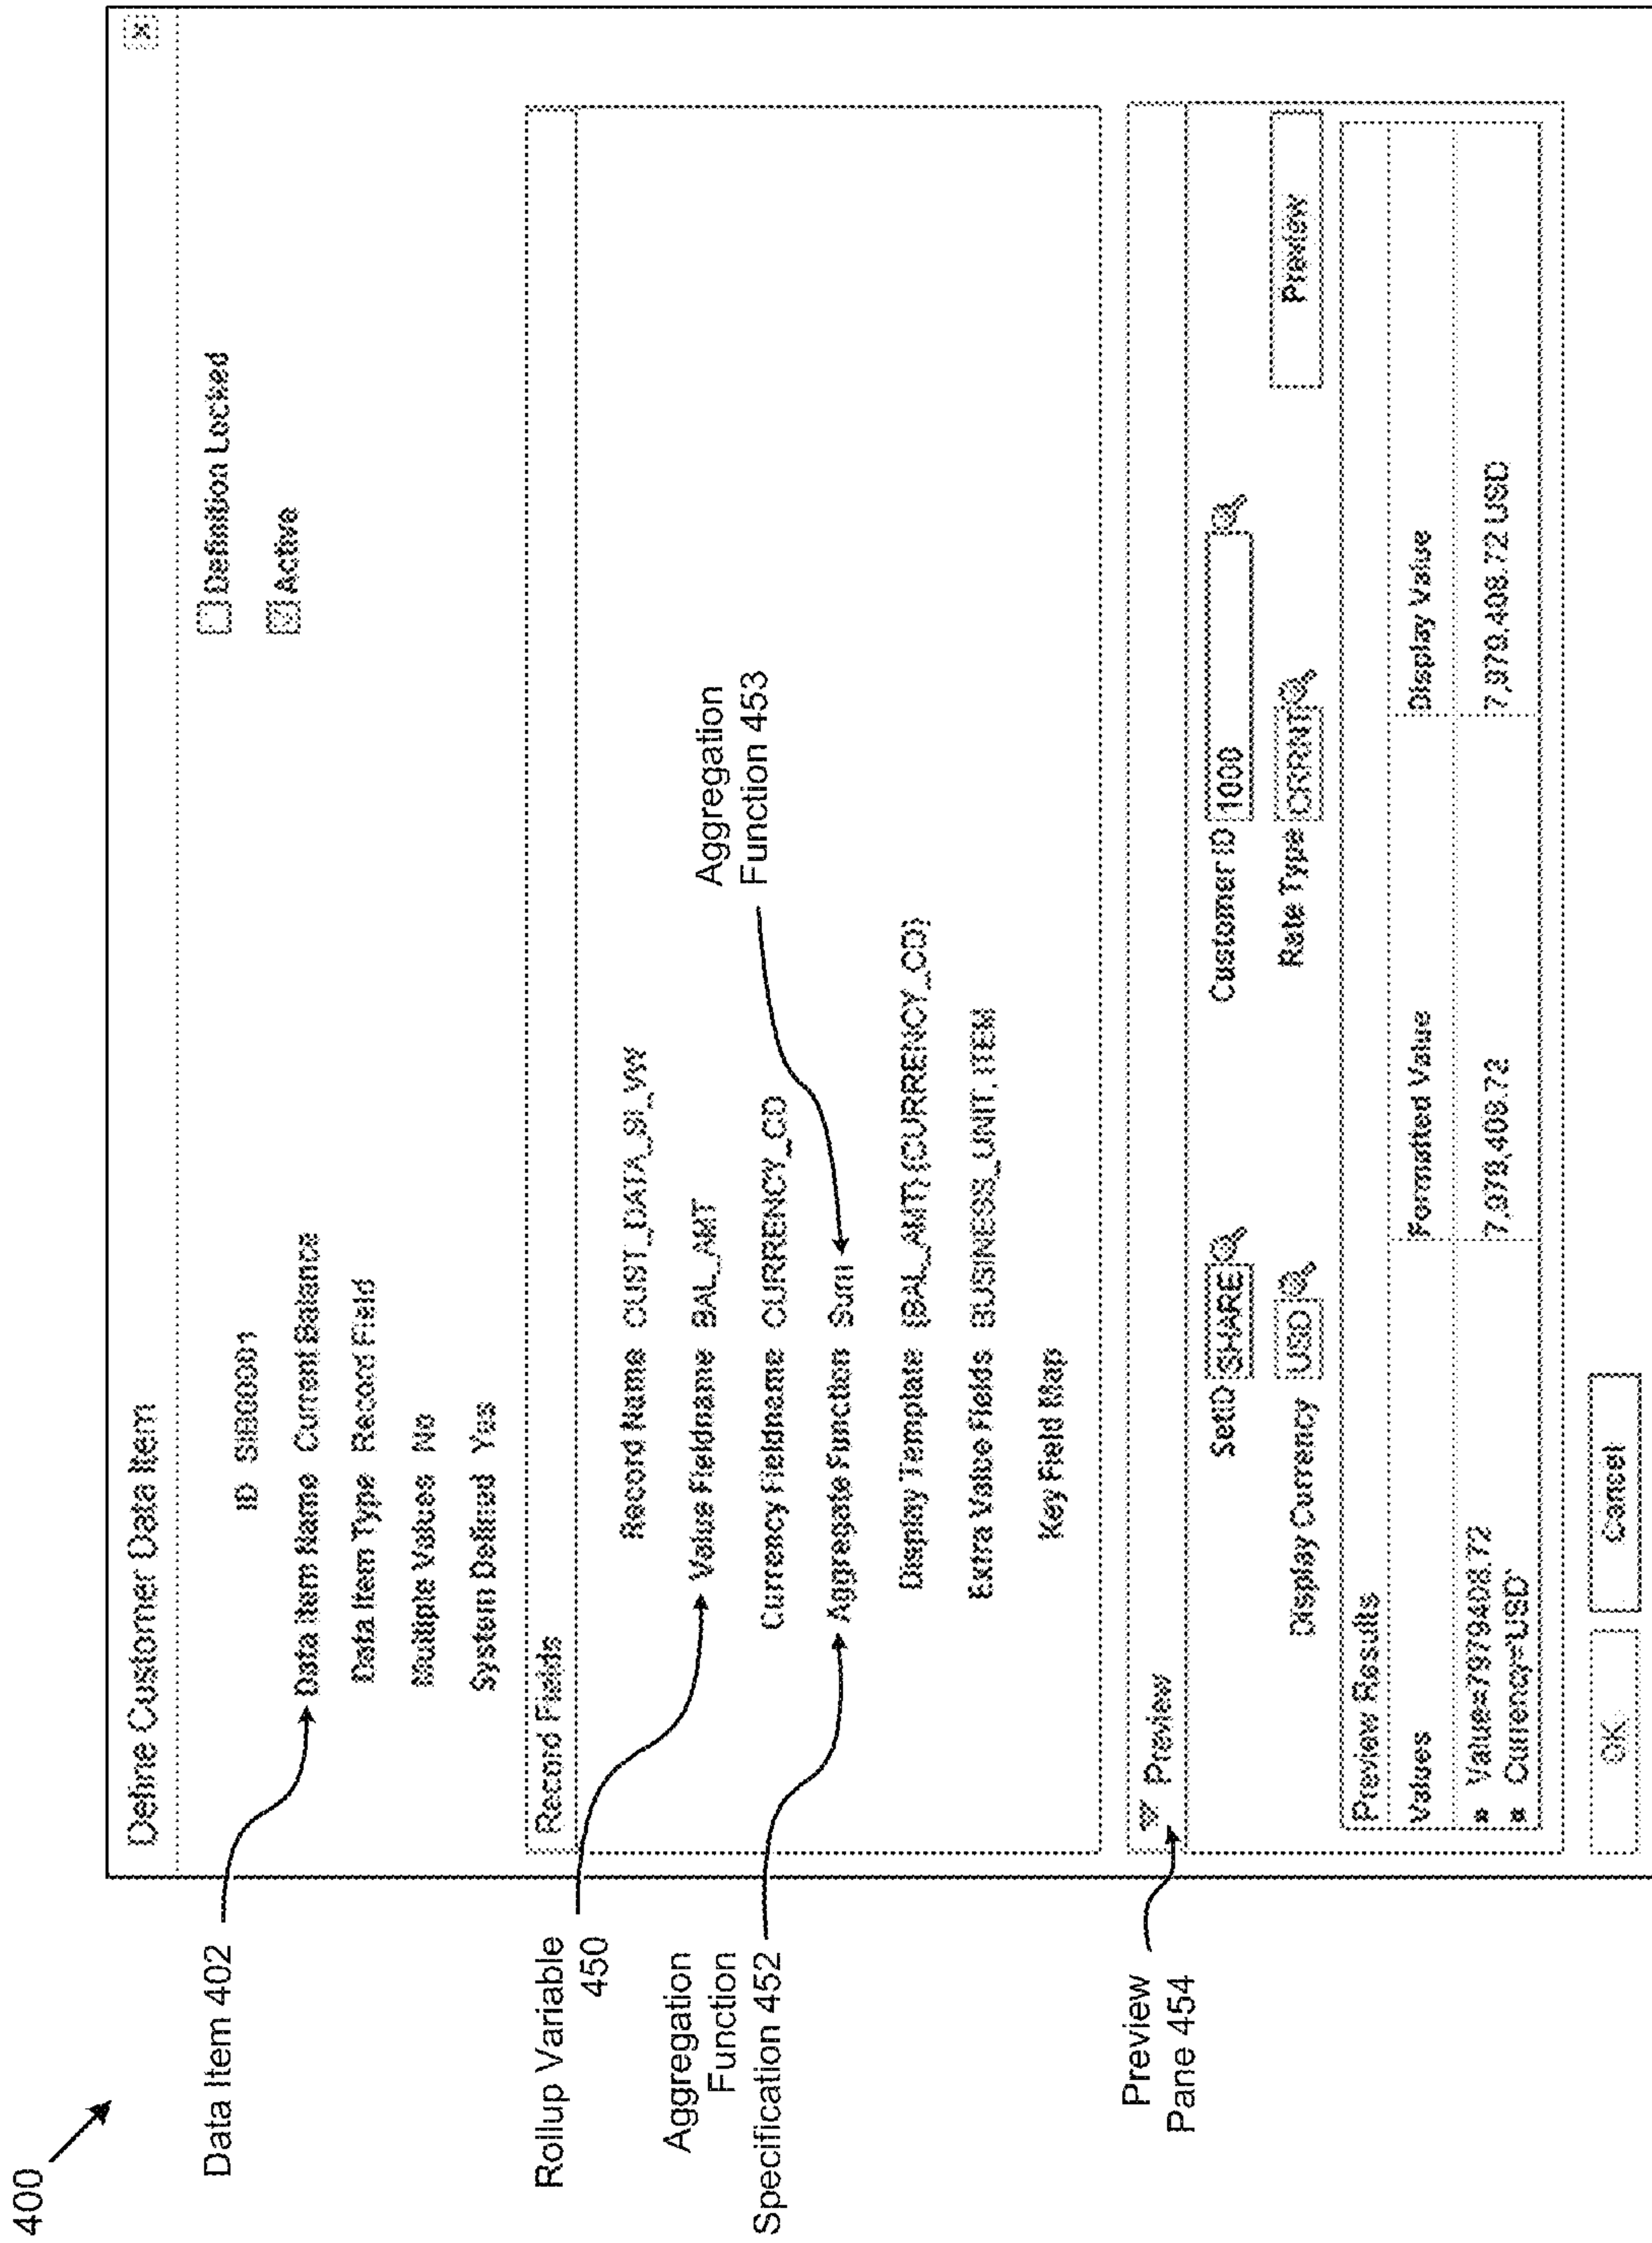 400
Define Customer Data Item
Data Item 402
ID SIB0001
Definition Locked
Data Item Name Current Balance
Active
Data Item Type Record Field
Multiple Values No
System Defined Yes
Rollup Variable
450
Record Fields
Record Name CUST_DATA_SI_VW
Aggregation
Function
Specification 452
Value Fieldname BAL_AMT
Aggregation
Function 453
Currency Fieldname CURRENCY_CD
Aggregate Function Sum
Display Template {BAL_AMT} {CURRENCY_CD}
Extra Value Fields BUSINESS_UNIT, ITEM
Key Field Map
Preview
Pane 454
Preview
SetID SHARE Customer ID 1000
Display Currency USD Rate Type CRRNT Preview
Preview Results
Values Formatted Value Display Value
Value=7979408.72 7,979,408.72 7,979,408.72 USD
Currency=USD
OK Cancel